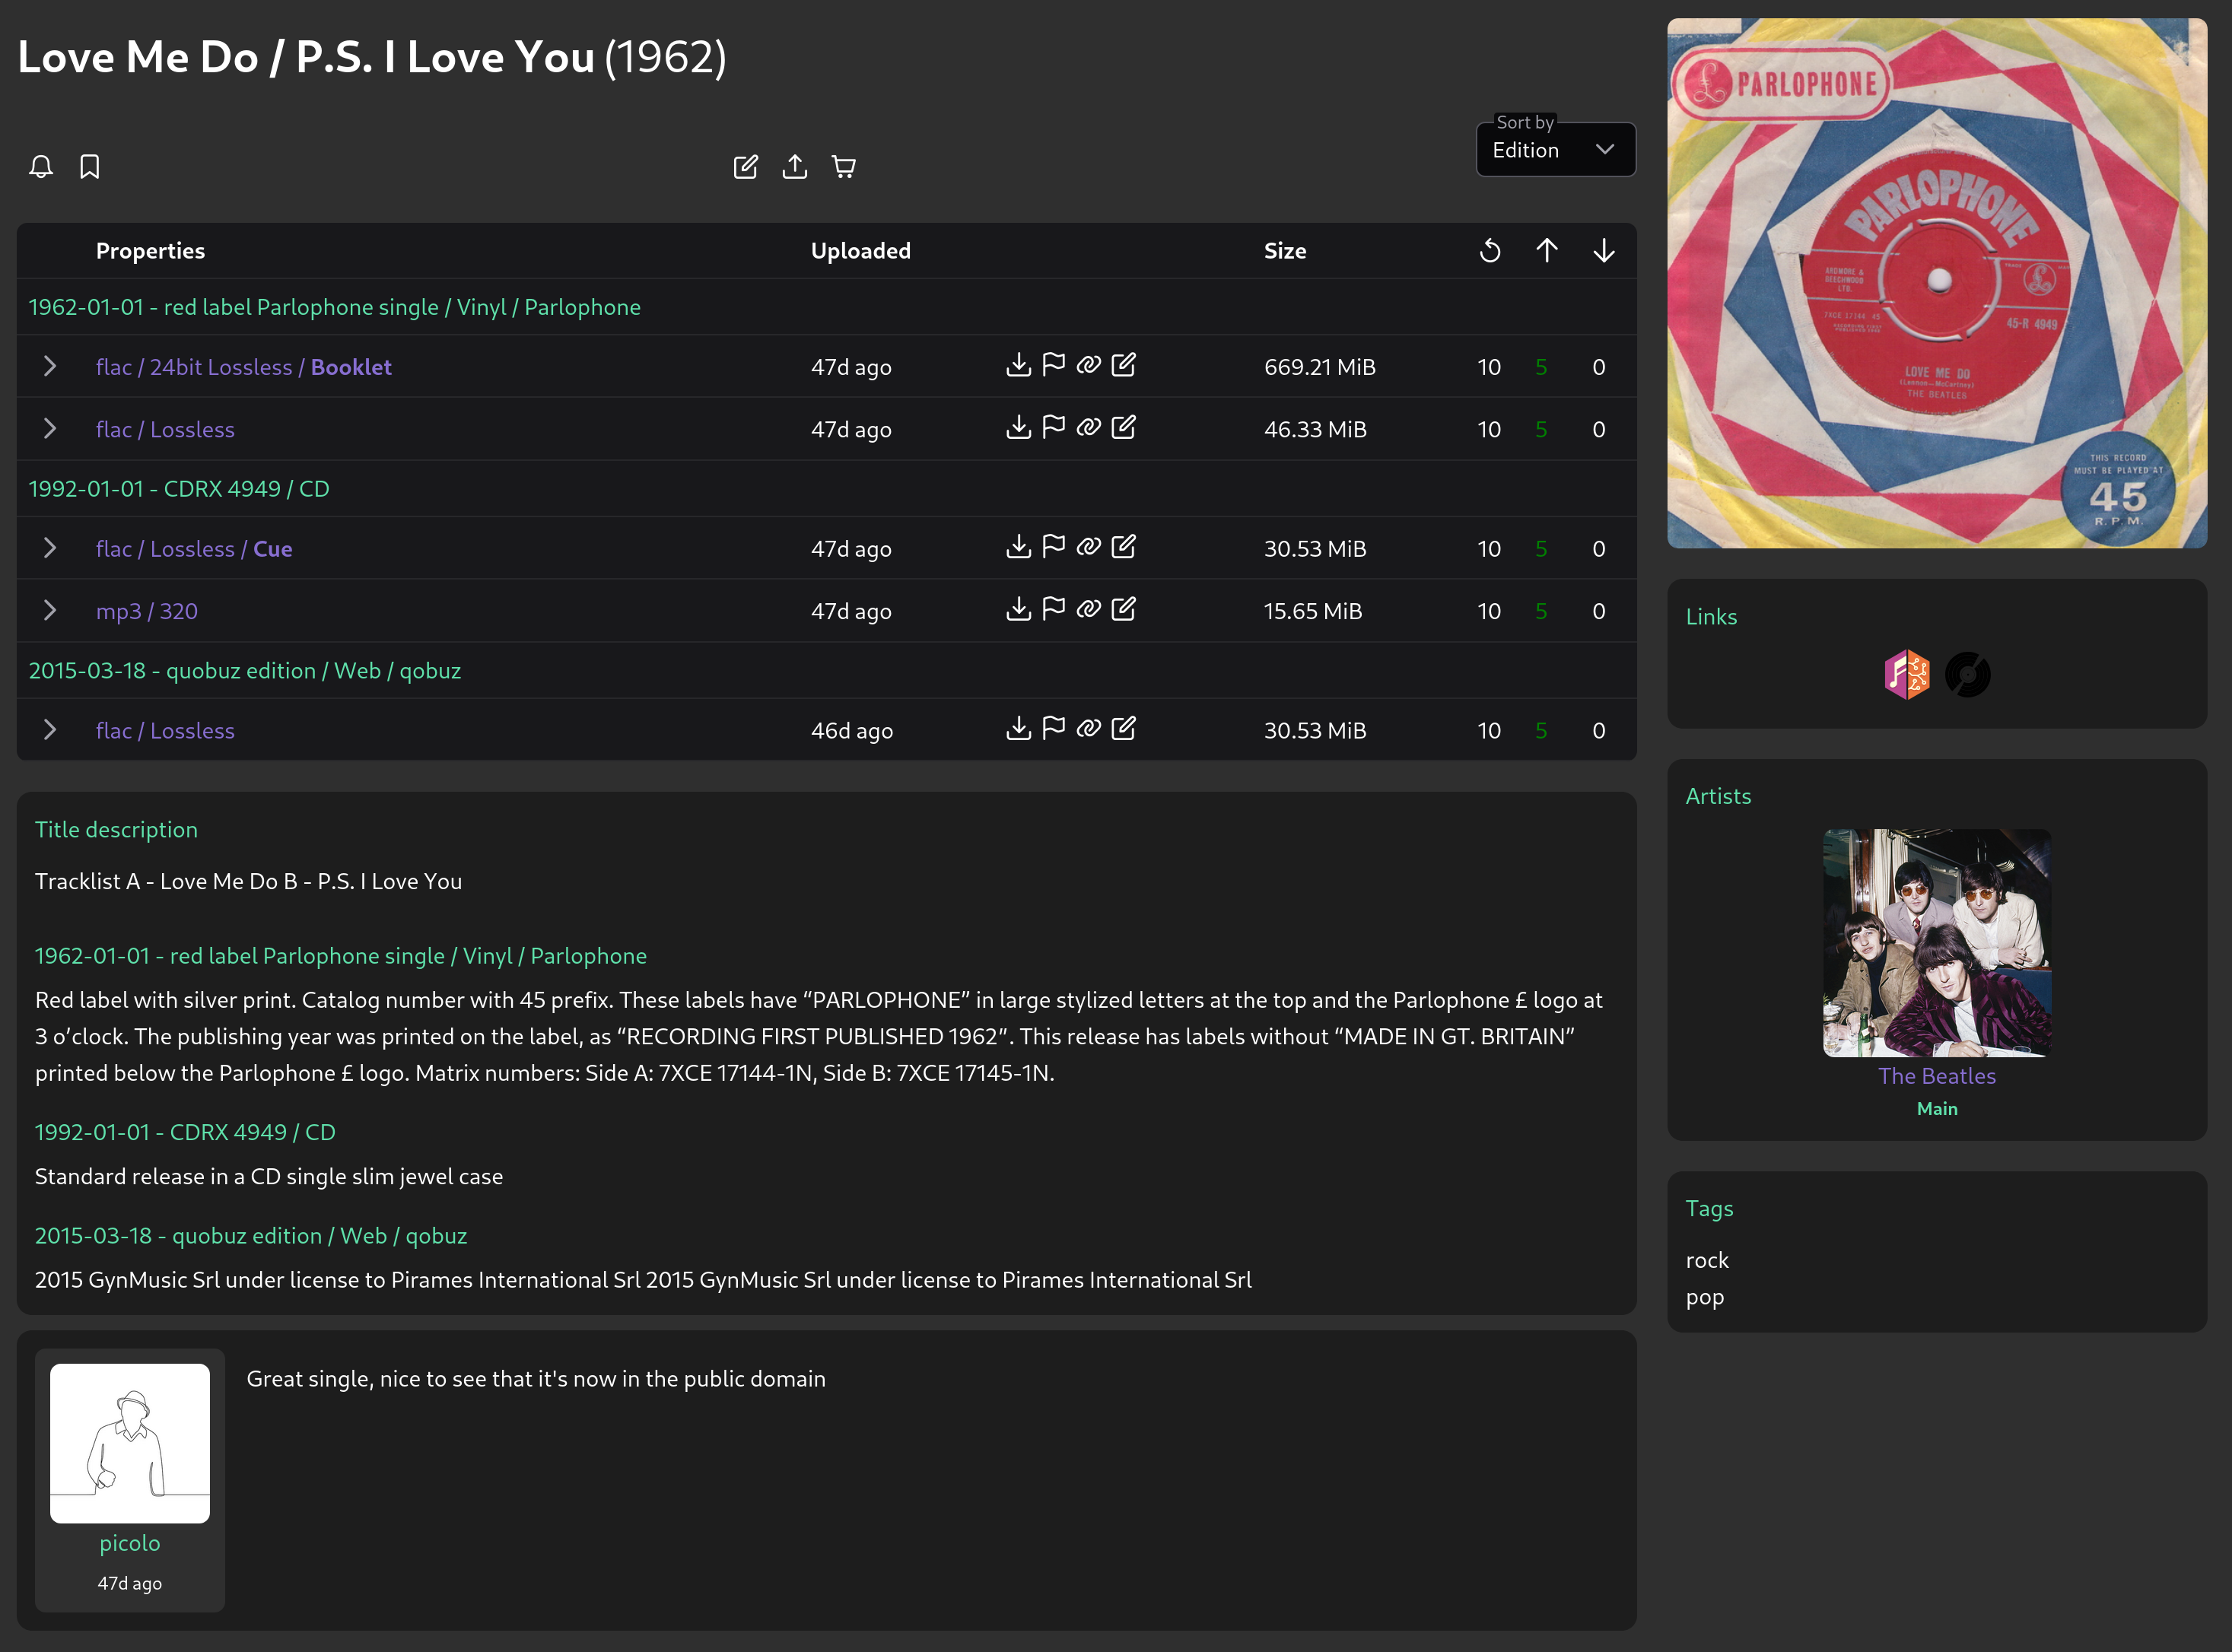 Love Me Do / P.S. I Love You (1962)
Sort by
Edition
Properties Uploaded Size
1962-01-01 - red label Parlophone single / Vinyl / Parlophone
flac / 24bit Lossless / Booklet 47d ago 669.21 MiB 10 5 0
flac / Lossless 47d ago 46.33 MiB 10 5 0
1992-01-01 - CDRX 4949 / CD
flac / Lossless / Cue 47d ago 30.53 MiB 10 5 0
mp3 / 320 47d ago 15.65 MiB 10 5 0
2015-03-18 - quobuz edition / Web / qobuz
flac / Lossless 46d ago 30.53 MiB 10 5 0
Title description
Tracklist A - Love Me Do B - P.S. I Love You
1962-01-01 - red label Parlophone single / Vinyl / Parlophone
Red label with silver print. Catalog number with 45 prefix. These labels have “PARLOPHONE” in large stylized letters at the top and the Parlophone £ logo at
3 o’clock. The publishing year was printed on the label, as “RECORDING FIRST PUBLISHED 1962”. This release has labels without “MADE IN GT. BRITAIN”
printed below the Parlophone £ logo. Matrix numbers: Side A: 7XCE 17144-1N, Side B: 7XCE 17145-1N.
1992-01-01 - CDRX 4949 / CD
Standard release in a CD single slim jewel case
2015-03-18 - quobuz edition / Web / qobuz
2015 GynMusic Srl under license to Pirames International Srl 2015 GynMusic Srl under license to Pirames International Srl
Great single, nice to see that it's now in the public domain
picolo
47d ago
£ PARLOPHONE
PARLOPHONE
ARDMORE &
BEECHWOOD
LTD.
£
7XCE 17144 45
RECORDING FIRST
PUBLISHED 1962
45-R 4949
LOVE ME DO
(Lennon—McCartney)
THE BEATLES
THIS RECORD
MUST BE PLAYED AT
45
R.P.M.
Links
Artists
The Beatles
Main
Tags
rock
pop